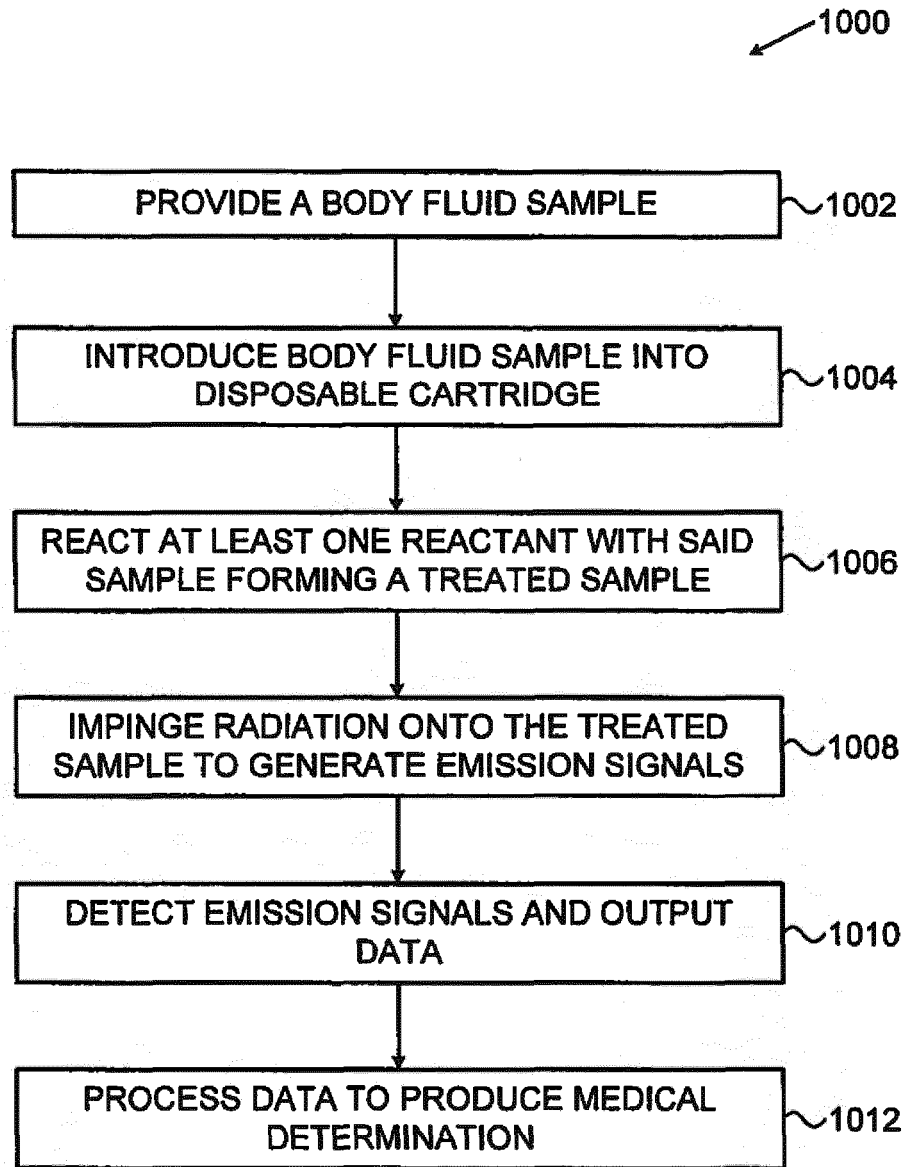 1000
PROVIDE A BODY FLUID SAMPLE
1002
INTRODUCE BODY FLUID SAMPLE INTO
DISPOSABLE CARTRIDGE
1004
REACT AT LEAST ONE REACTANT WITH SAID
SAMPLE FORMING A TREATED SAMPLE
1006
IMPINGE RADIATION ONTO THE TREATED
SAMPLE TO GENERATE EMISSION SIGNALS
1008
DETECT EMISSION SIGNALS AND OUTPUT
DATA
1010
PROCESS DATA TO PRODUCE MEDICAL
DETERMINATION
1012